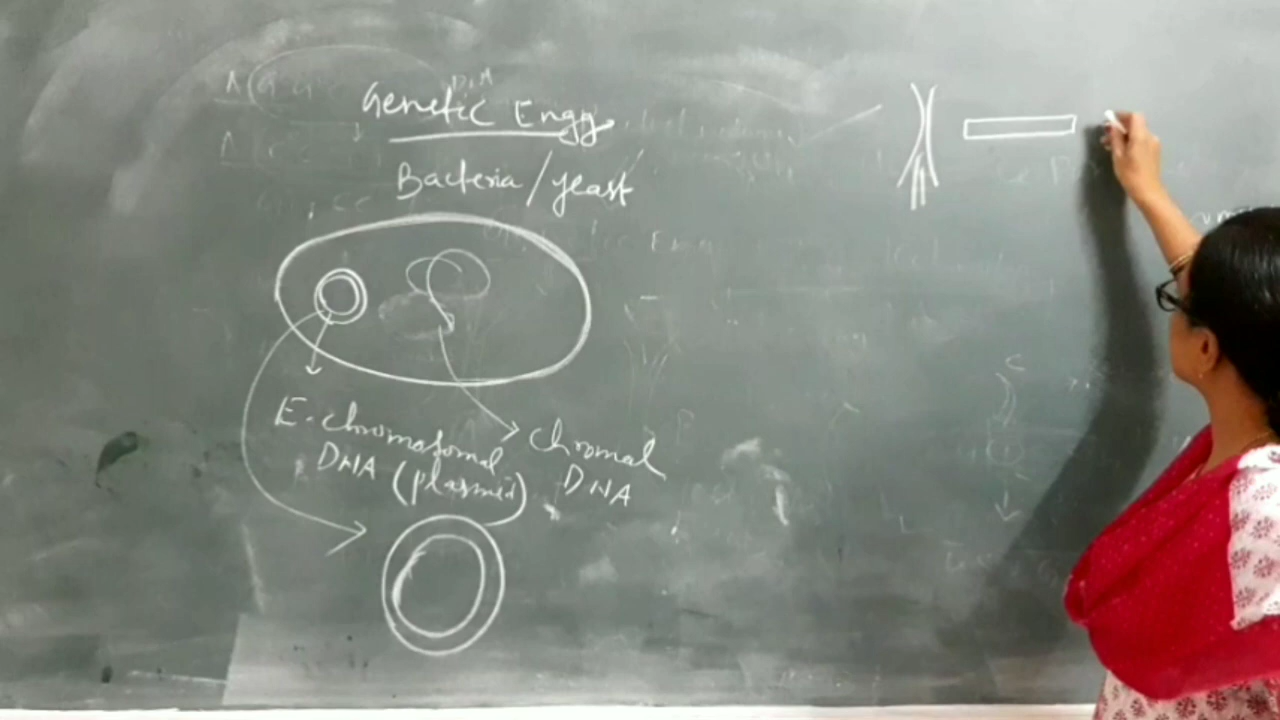 Genetic Engg.
Bacteria/yeast
E-chromosomal
DNA (plasmid)
Chromal
DNA